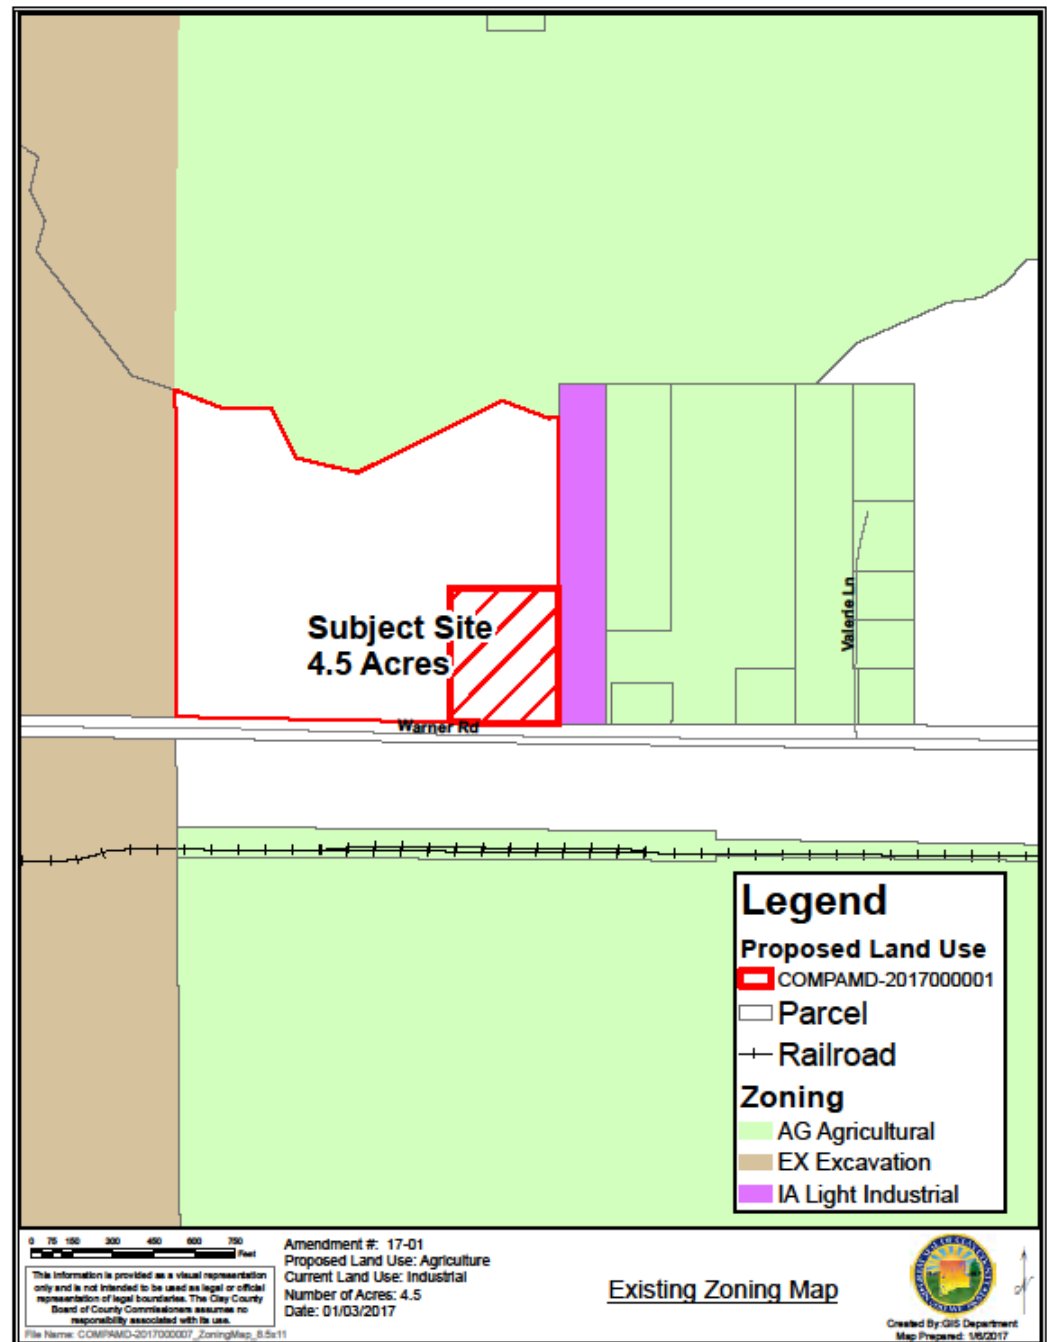 Subject Site
4.5 Acres
Valerie Ln
Warner Rd
Legend
Proposed Land Use
COMPAMD-2017000001
Parcel
Railroad
Zoning
AG Agricultural
EX Excavation
IA Light Industrial
0 75 150 300 450 600 750
Feet
This information is provided as a visual representation
only and is not intended to be used as legal or official
representation of legal boundaries. The Clay County
Board of County Commissioners assumes no
responsibility associated with its use.
File Name: COMPAMD-2017000007_ZoningMap_8.5x11
Amendment #: 17-01
Proposed Land Use: Agriculture
Current Land Use: Industrial
Number of Acres: 4.5
Date: 01/03/2017
Existing Zoning Map
N
Created By:GIS Department
Map Prepared: 1/6/2017